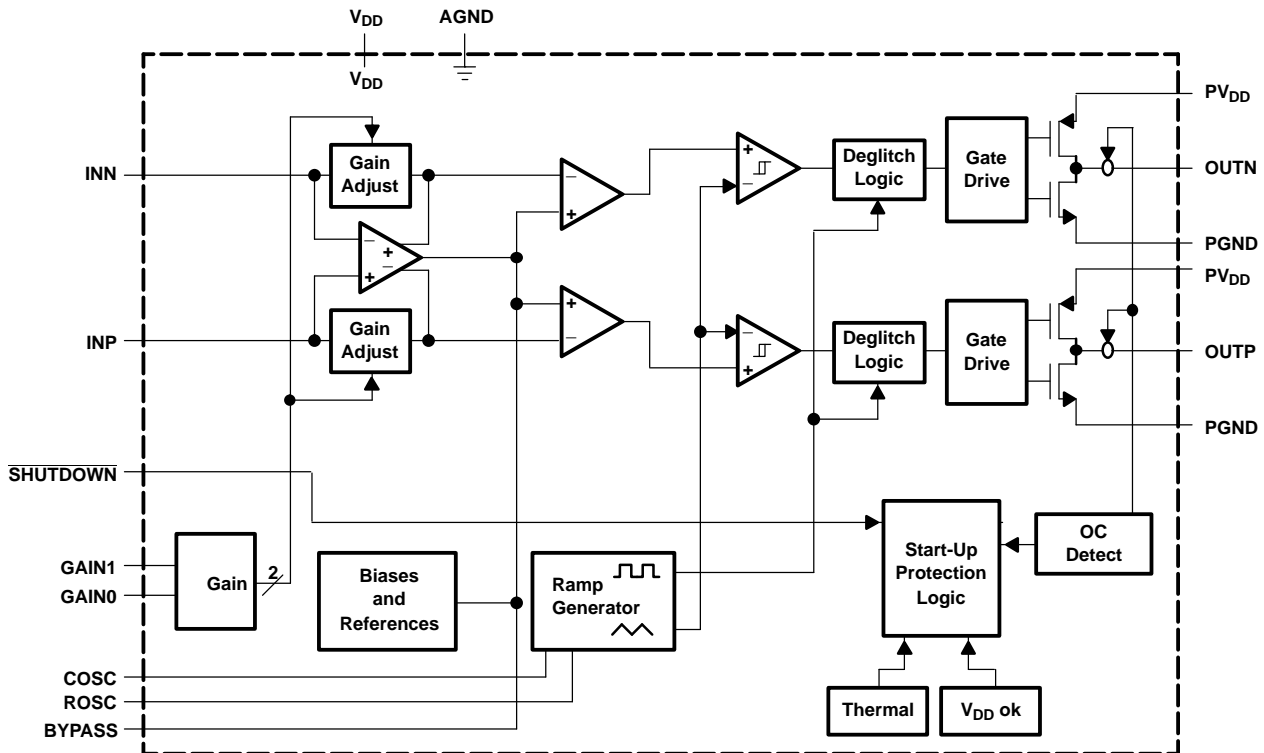 VDD
AGND
VDD
PVDD
Gain
Adjust
Deglitch
Logic
Gate
Drive
INN
OUTN
PGND
PVDD
INP
Gain
Adjust
Deglitch
Logic
Gate
Drive
OUTP
PGND
SHUTDOWN
GAIN1
GAIN0
Gain
2
Biases
and
References
Ramp
Generator
Start-Up
Protection
Logic
OC
Detect
COSC
ROSC
BYPASS
Thermal
VDD ok